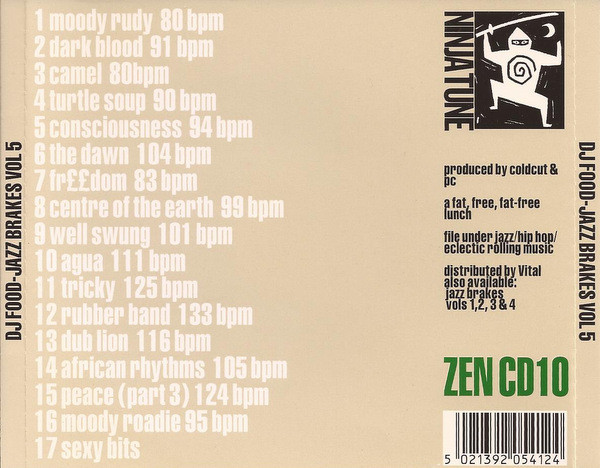 DJ FOOD-JAZZ BRAKES VOL 5
1 moody rudy 80 bpm
2 dark blood 91 bpm
3 camel 80bpm
4 turtle soup 90 bpm
5 consciousness 94 bpm
6 the dawn 104 bpm
7 fr££dom 83 bpm
8 centre of the earth 99 bpm
9 well swung 101 bpm
10 agua 111 bpm
11 tricky 125 bpm
12 rubber band 133 bpm
13 dub lion 116 bpm
14 african rhythms 105 bpm
15 peace (part 3) 124 bpm
16 moody roadie 95 bpm
17 sexy bits
NINJA TUNE
produced by coldcut &
pc
a fat, free, fat-free
lunch
file under jazz/hip hop/
eclectic rolling music
distributed by Vital
also available:
jazz brakes
vols 1,2, 3 & 4
ZEN CD10
5 021392 054124
DJ FOOD-JAZZ BRAKES VOL 5